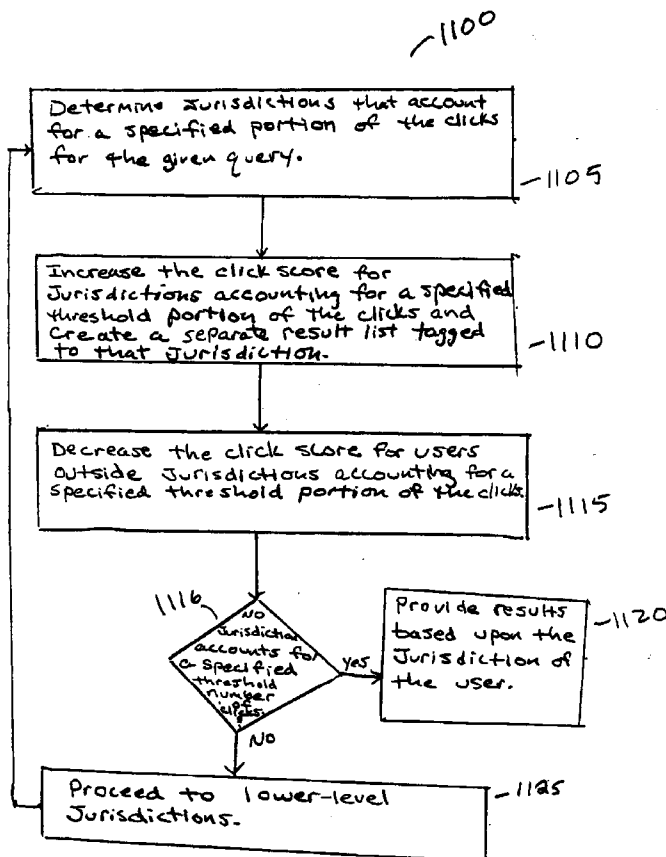 1100
Determine Jurisdictions that account
for a specified portion of the clicks
for the given query.
1105
Increase the click score for
Jurisdictions accounting for a specified
threshold portion of the clicks and
create a separate result list tagged
to that Jurisdiction.
1110
Decrease the click score for users
outside Jurisdictions accounting for a
specified threshold portion of the clicks.
1115
1116
NO
Jurisdiction
accounts for
a specified
threshold
number
of
clicks.
yes
Provide results
based upon the
Jurisdiction of
the user.
1120
NO
Proceed to lower-level
Jurisdictions.
1125